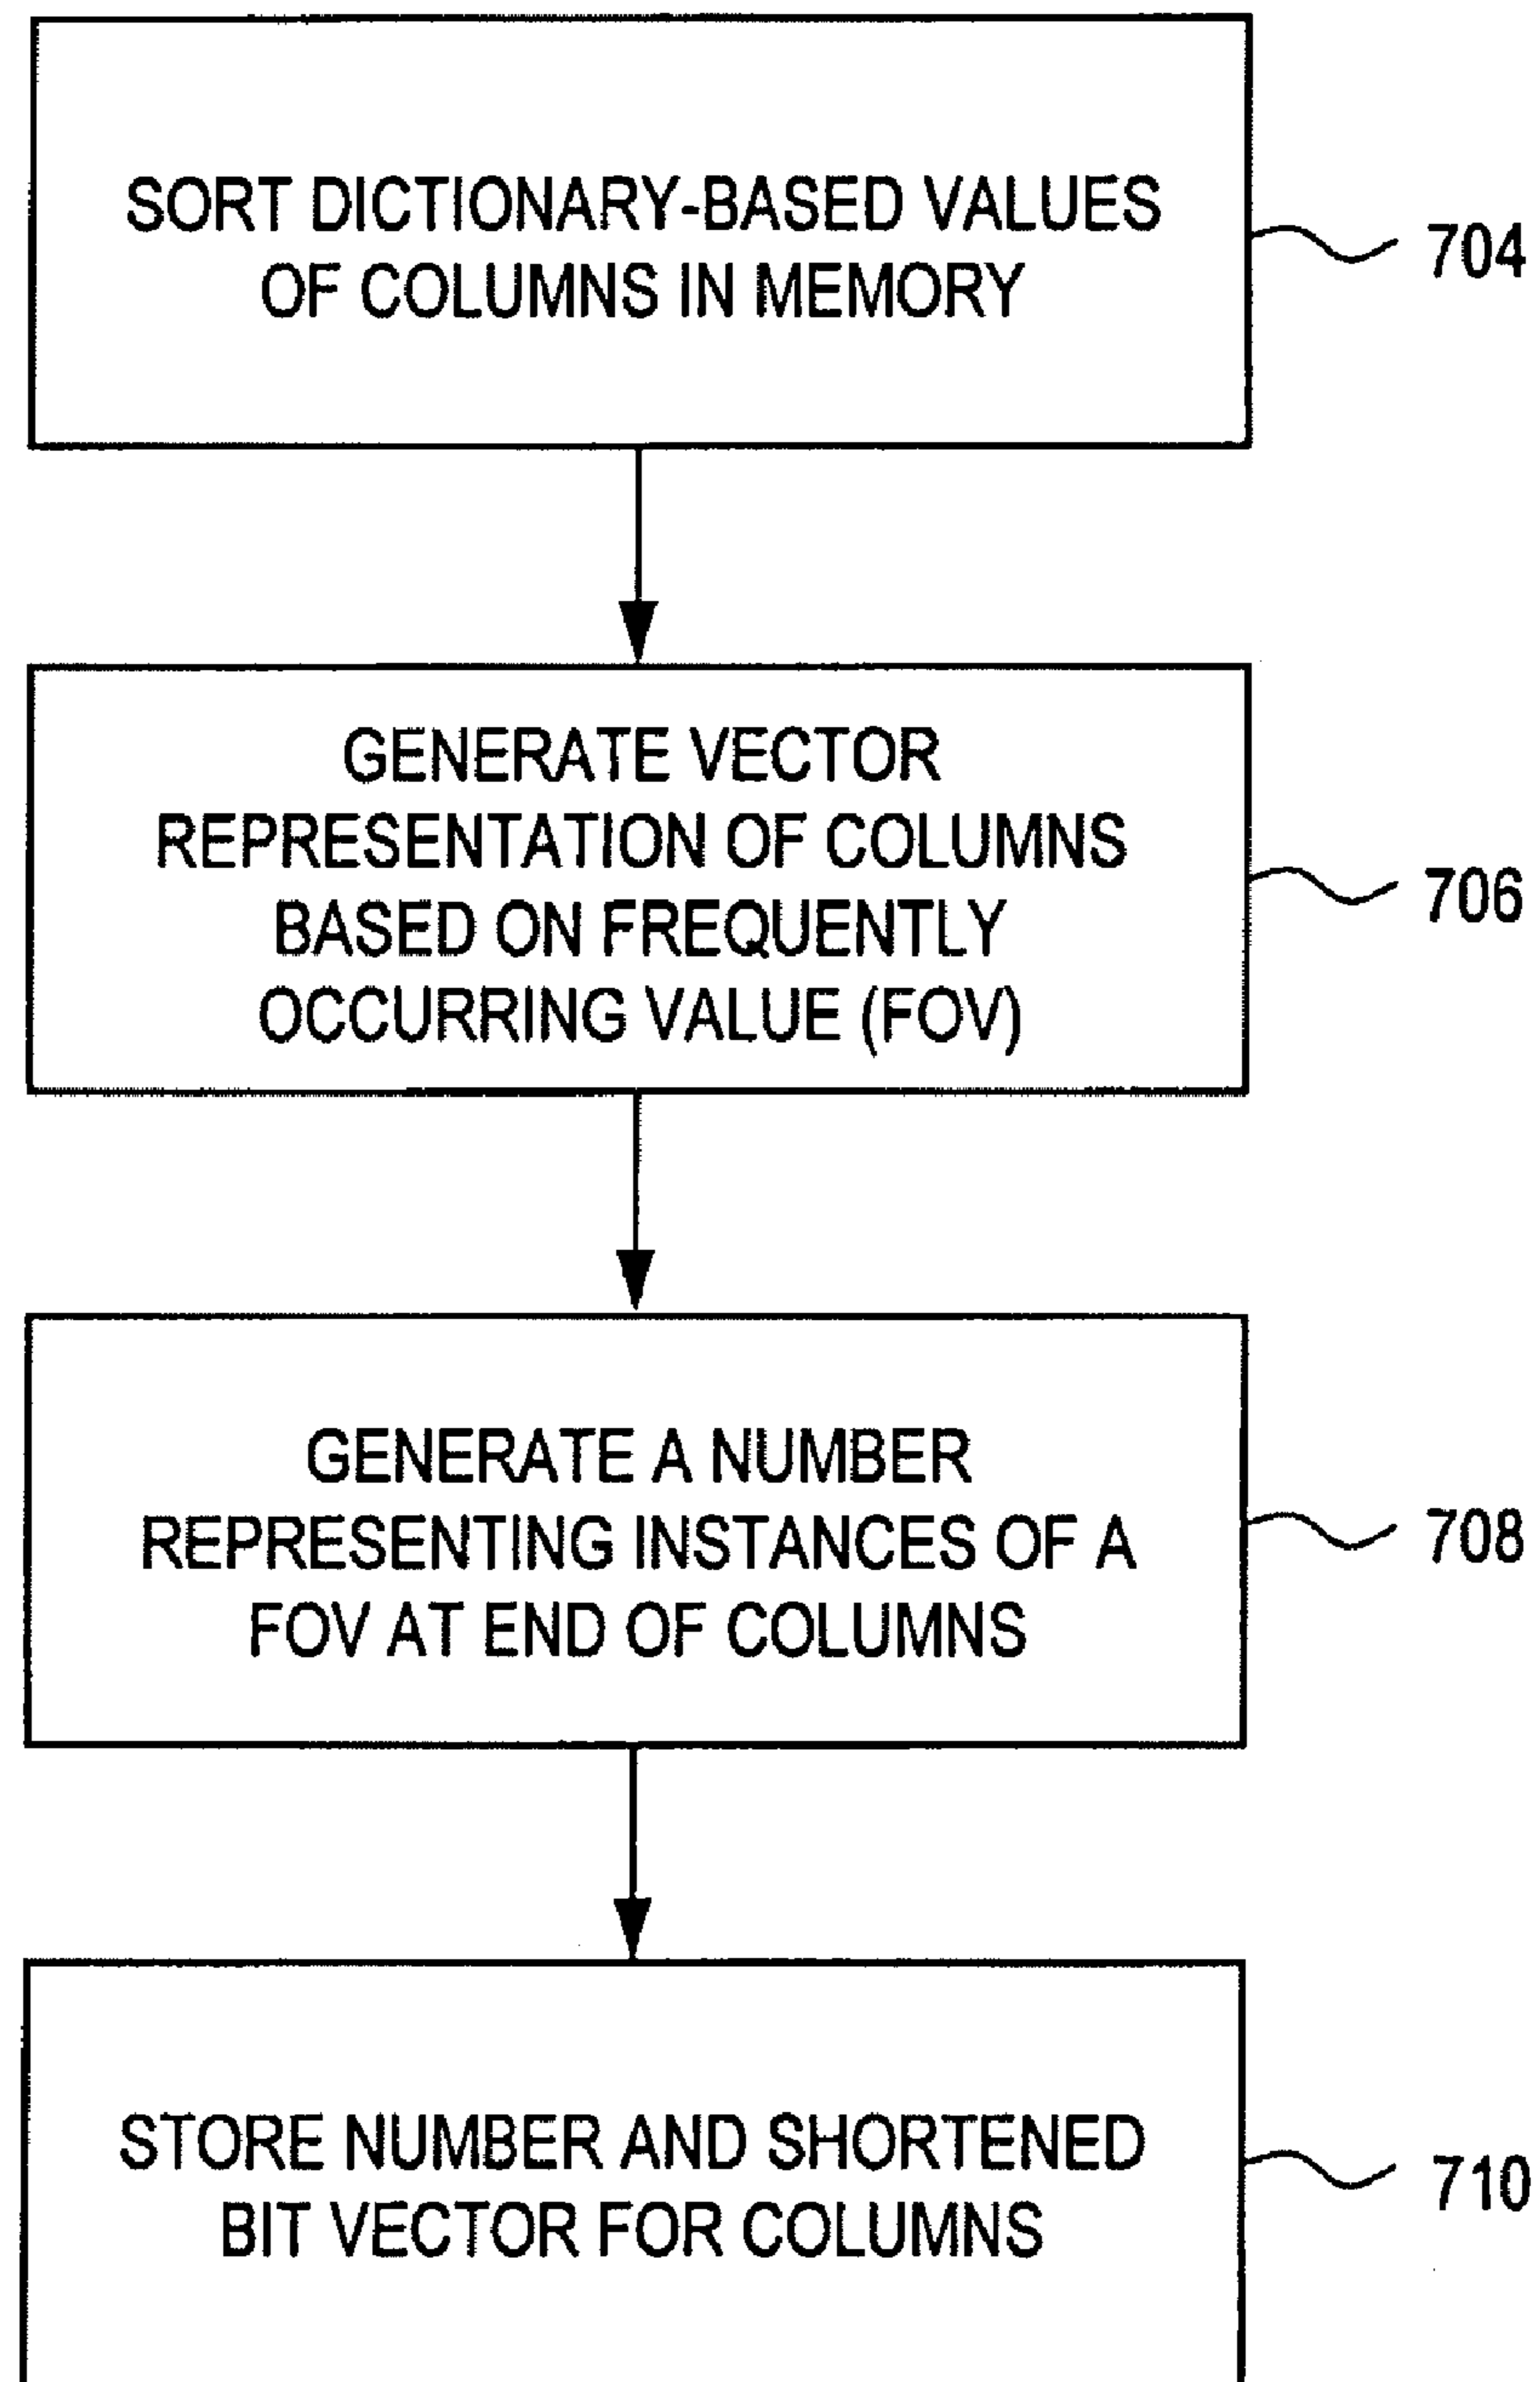 SORT DICTIONARY-BASED VALUES
OF COLUMNS IN MEMORY
704
GENERATE VECTOR
REPRESENTATION OF COLUMNS
BASED ON FREQUENTLY
OCCURRING VALUE (FOV)
706
GENERATE A NUMBER
REPRESENTING INSTANCES OF A
FOV AT END OF COLUMNS
708
STORE NUMBER AND SHORTENED
BIT VECTOR FOR COLUMNS
710